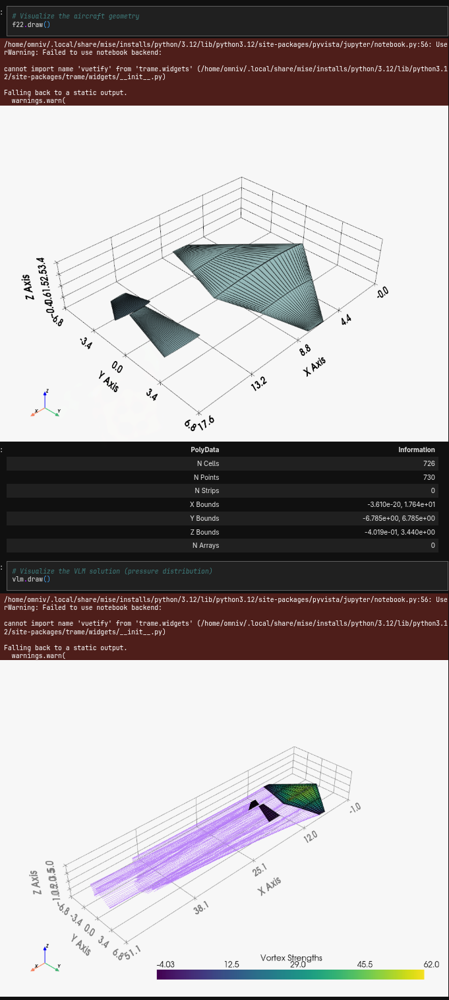 :
# Visualize the aircraft geometry
f22.draw()
/home/omniv/.local/share/mise/installs/python/3.12/lib/python3.12/site-packages/pyvista/jupyter/notebook.py:56: Use
rWarning: Failed to use notebook backend:
cannot import name 'vuetify' from 'trame.widgets' (/home/omniv/.local/share/mise/installs/python/3.12/lib/python3.1
2/site-packages/trame/widgets/__init__.py)
Falling back to a static output.
warnings.warn(
Z Axis
-6.8
-3.4
0.0
Y Axis
3.4
6.8
17.6
13.2
X Axis
8.8
4.4
-0.0
Z
X
Y
:
PolyData Information
N Cells 726
N Points 730
N Strips 0
X Bounds -3.610e-20, 1.764e+01
Y Bounds -6.785e+00, 6.785e+00
Z Bounds -4.019e-01, 3.440e+00
N Arrays 0
:
# Visualize the VLM solution (pressure distribution)
vlm.draw()
/home/omniv/.local/share/mise/installs/python/3.12/lib/python3.12/site-packages/pyvista/jupyter/notebook.py:56: Use
rWarning: Failed to use notebook backend:
cannot import name 'vuetify' from 'trame.widgets' (/home/omniv/.local/share/mise/installs/python/3.12/lib/python3.1
2/site-packages/trame/widgets/__init__.py)
Falling back to a static output.
warnings.warn(
-1.0
12.0
25.1
X Axis
38.1
51.1
Z Axis
-6.8
-3.4
0.0
3.4
6.8
Y Axis
Z
X
Y
Vortex Strengths
-4.03 12.5 29.0 45.5 62.0